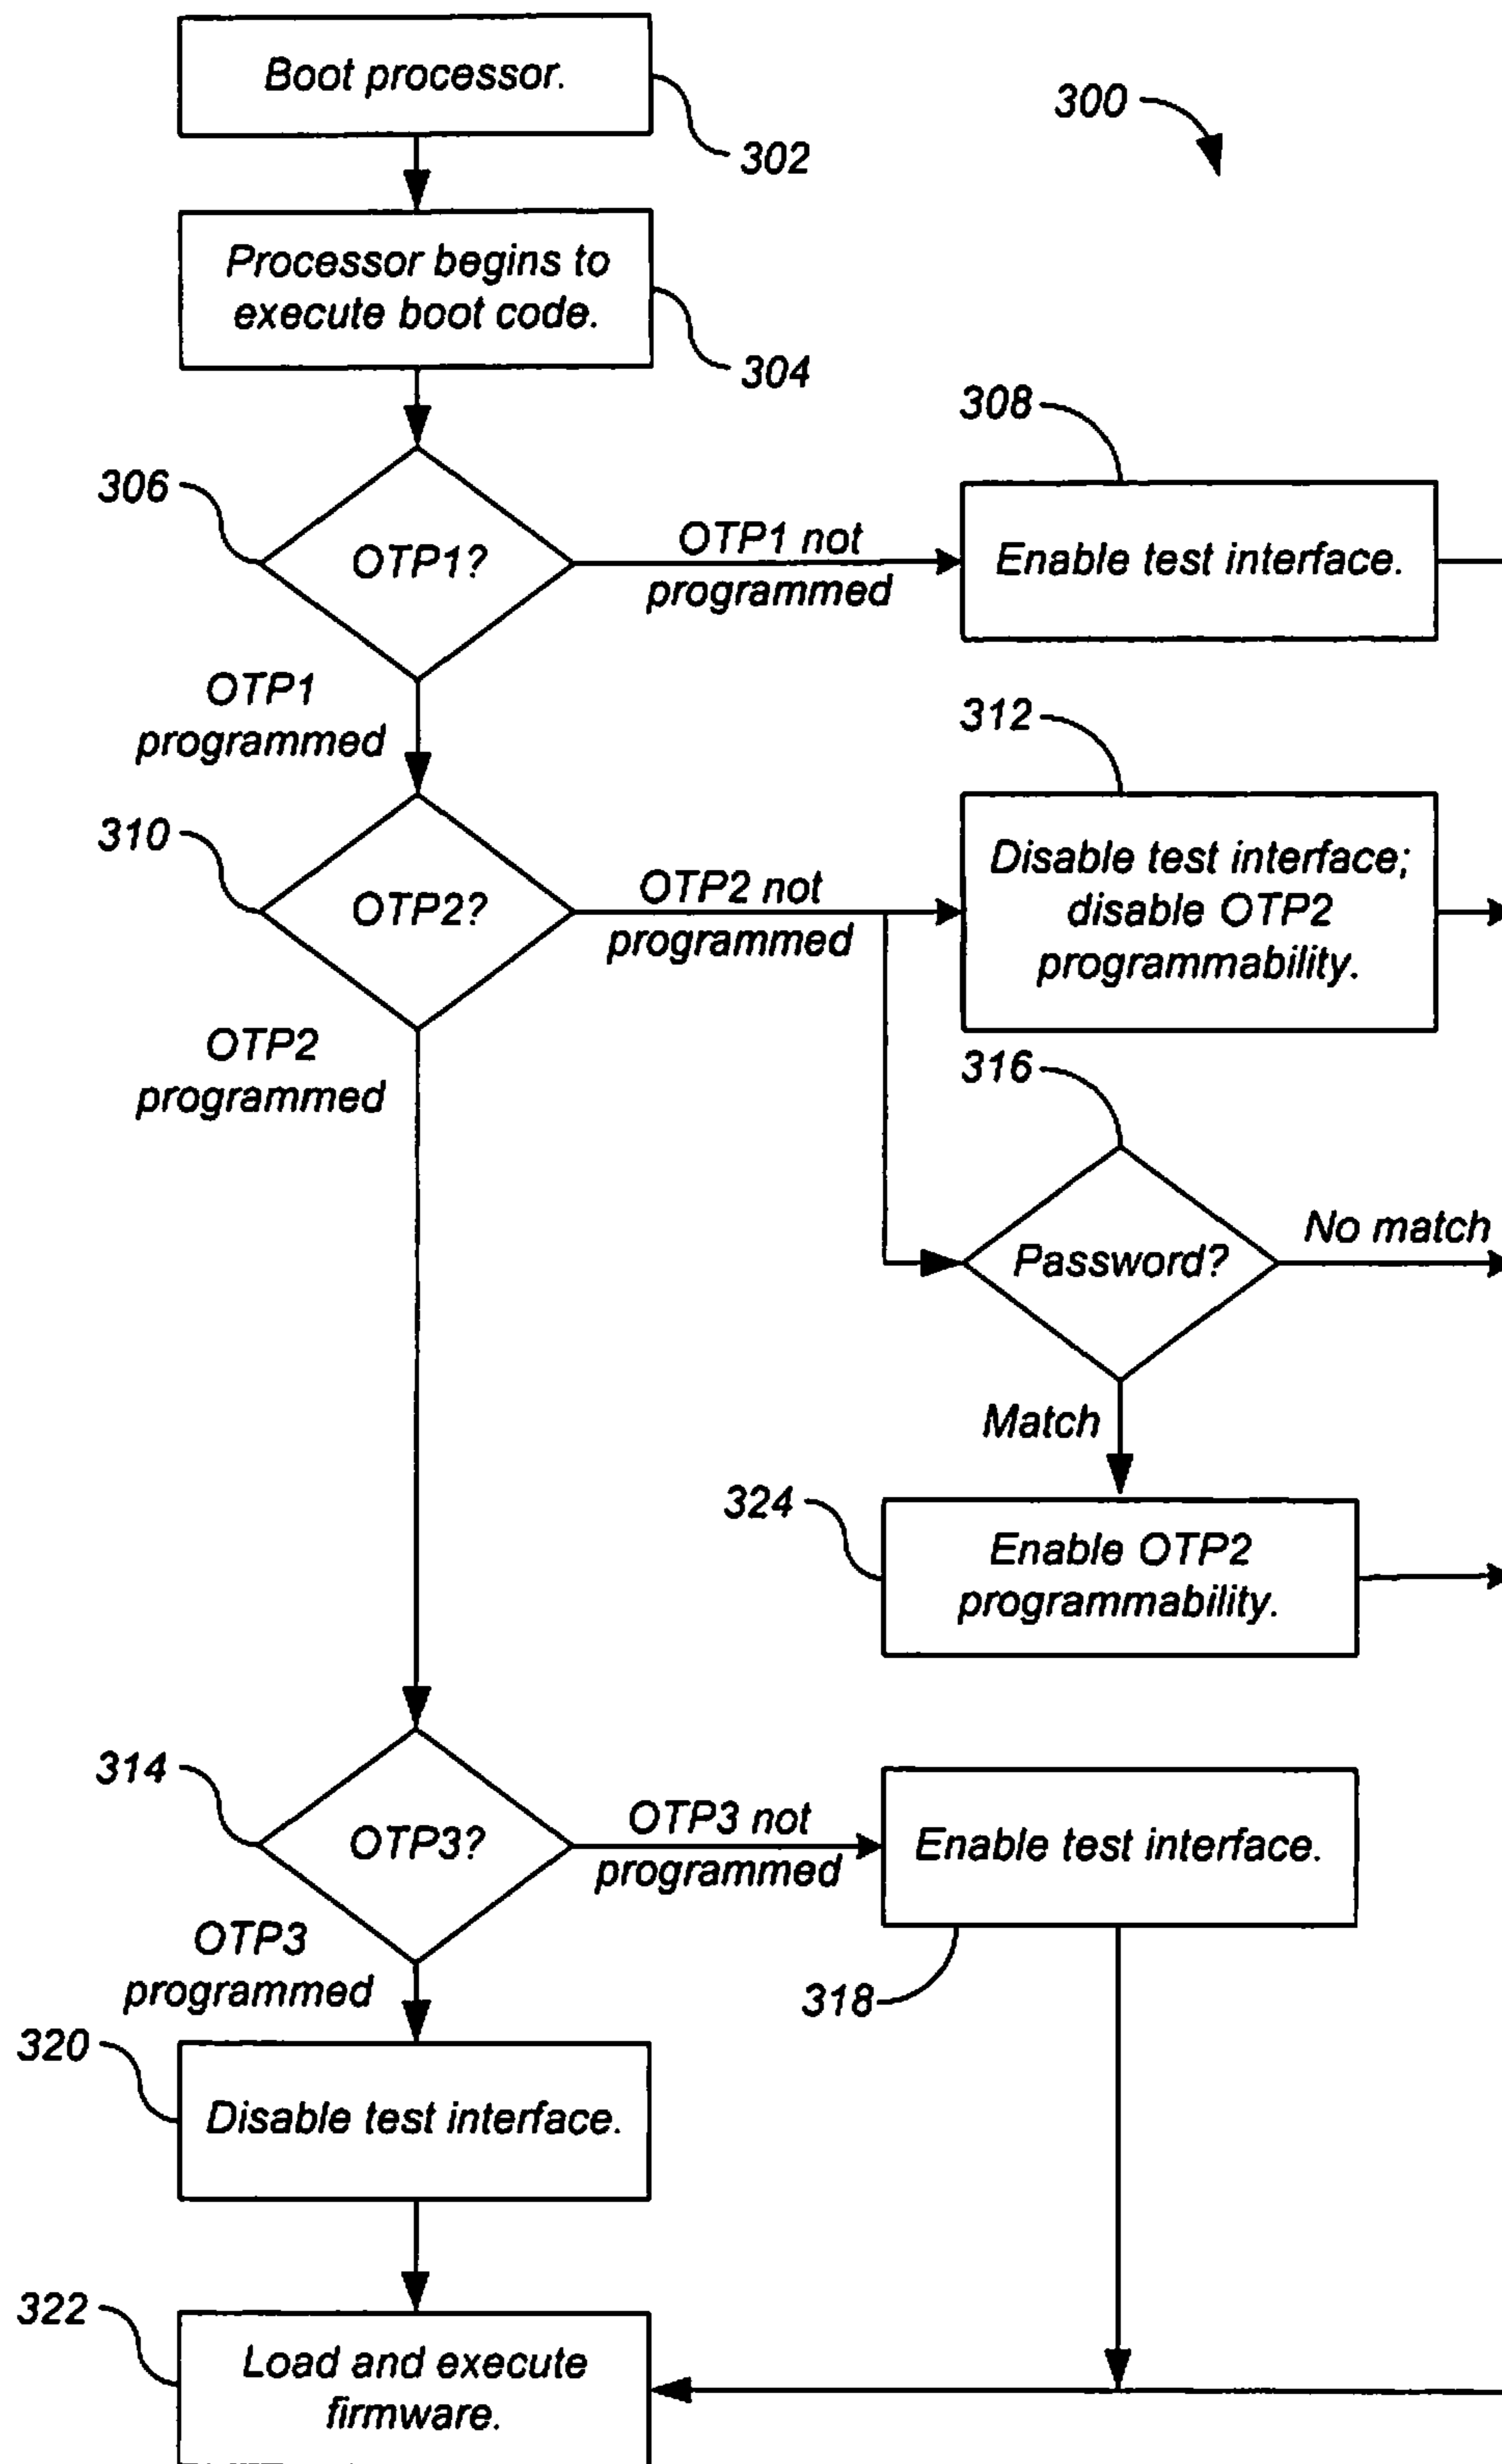 Boot processor.
302
300
Processor begins to
execute boot code.
304
306
OTP1?
OTP1 not
programmed
308
Enable test interface.
OTP1
programmed
310
OTP2?
OTP2 not
programmed
312
Disable test interface;
disable OTP2
programmability.
OTP2
programmed
316
Password?
No match
Match
324
Enable OTP2
programmability.
314
OTP3?
OTP3 not
programmed
Enable test interface.
318
OTP3
programmed
320
Disable test interface.
322
Load and execute
firmware.